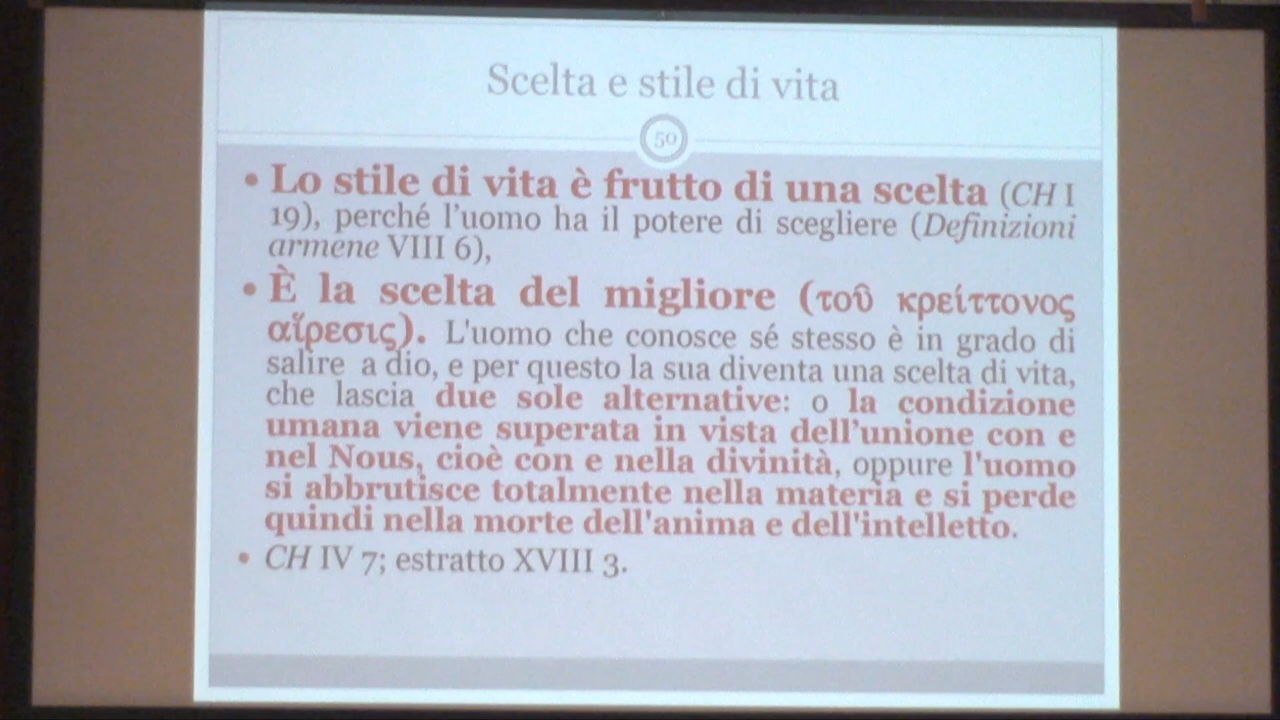 Scelta e stile di vita
50
• Lo stile di vita è frutto di una scelta (CH I
19), perché l'uomo ha il potere di scegliere (Definizioni
armene VIII 6),
• È la scelta del migliore (τοῦ κρείττονος
αἵρεσις). L'uomo che conosce sé stesso è in grado di
salire a dio, e per questo la sua diventa una scelta di vita,
che lascia due sole alternative: o la condizione
umana viene superata in vista dell'unione con e
nel Nous, cioè con e nella divinità, oppure l'uomo
si abbrutisce totalmente nella materia e si perde
quindi nella morte dell'anima e dell'intelletto.
• CH IV 7; estratto XVIII 3.